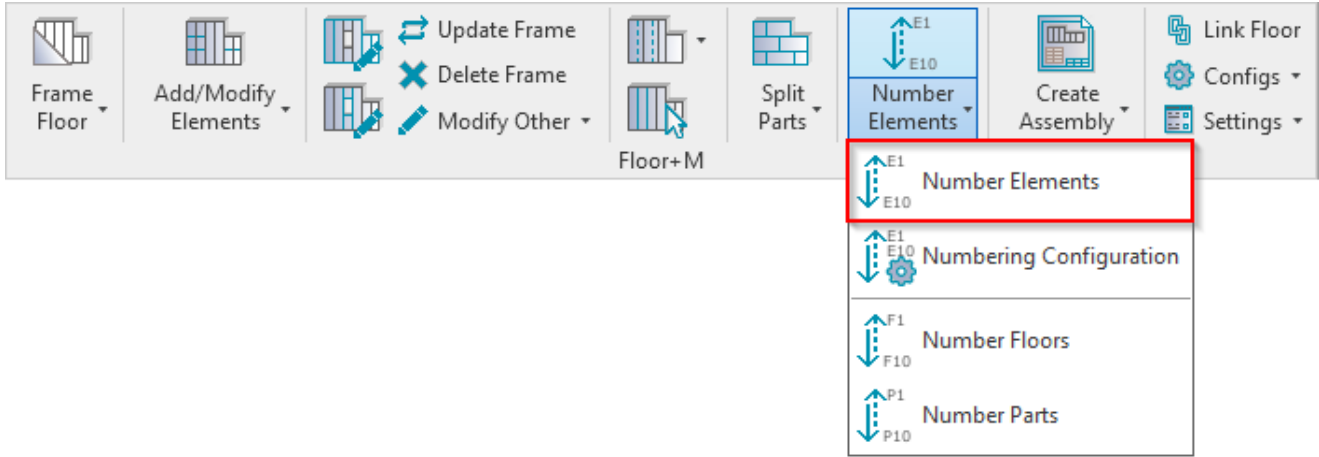 Frame
Floor
Add/Modify
Elements
Update Frame
Delete Frame
Modify Other
Split
Parts
E1
E10
Number
Elements
Create
Assembly
Link Floor
Configs
Settings
Floor+M
E1
E10
Number Elements
E1
E10
Numbering Configuration
F1
F10
Number Floors
P1
P10
Number Parts